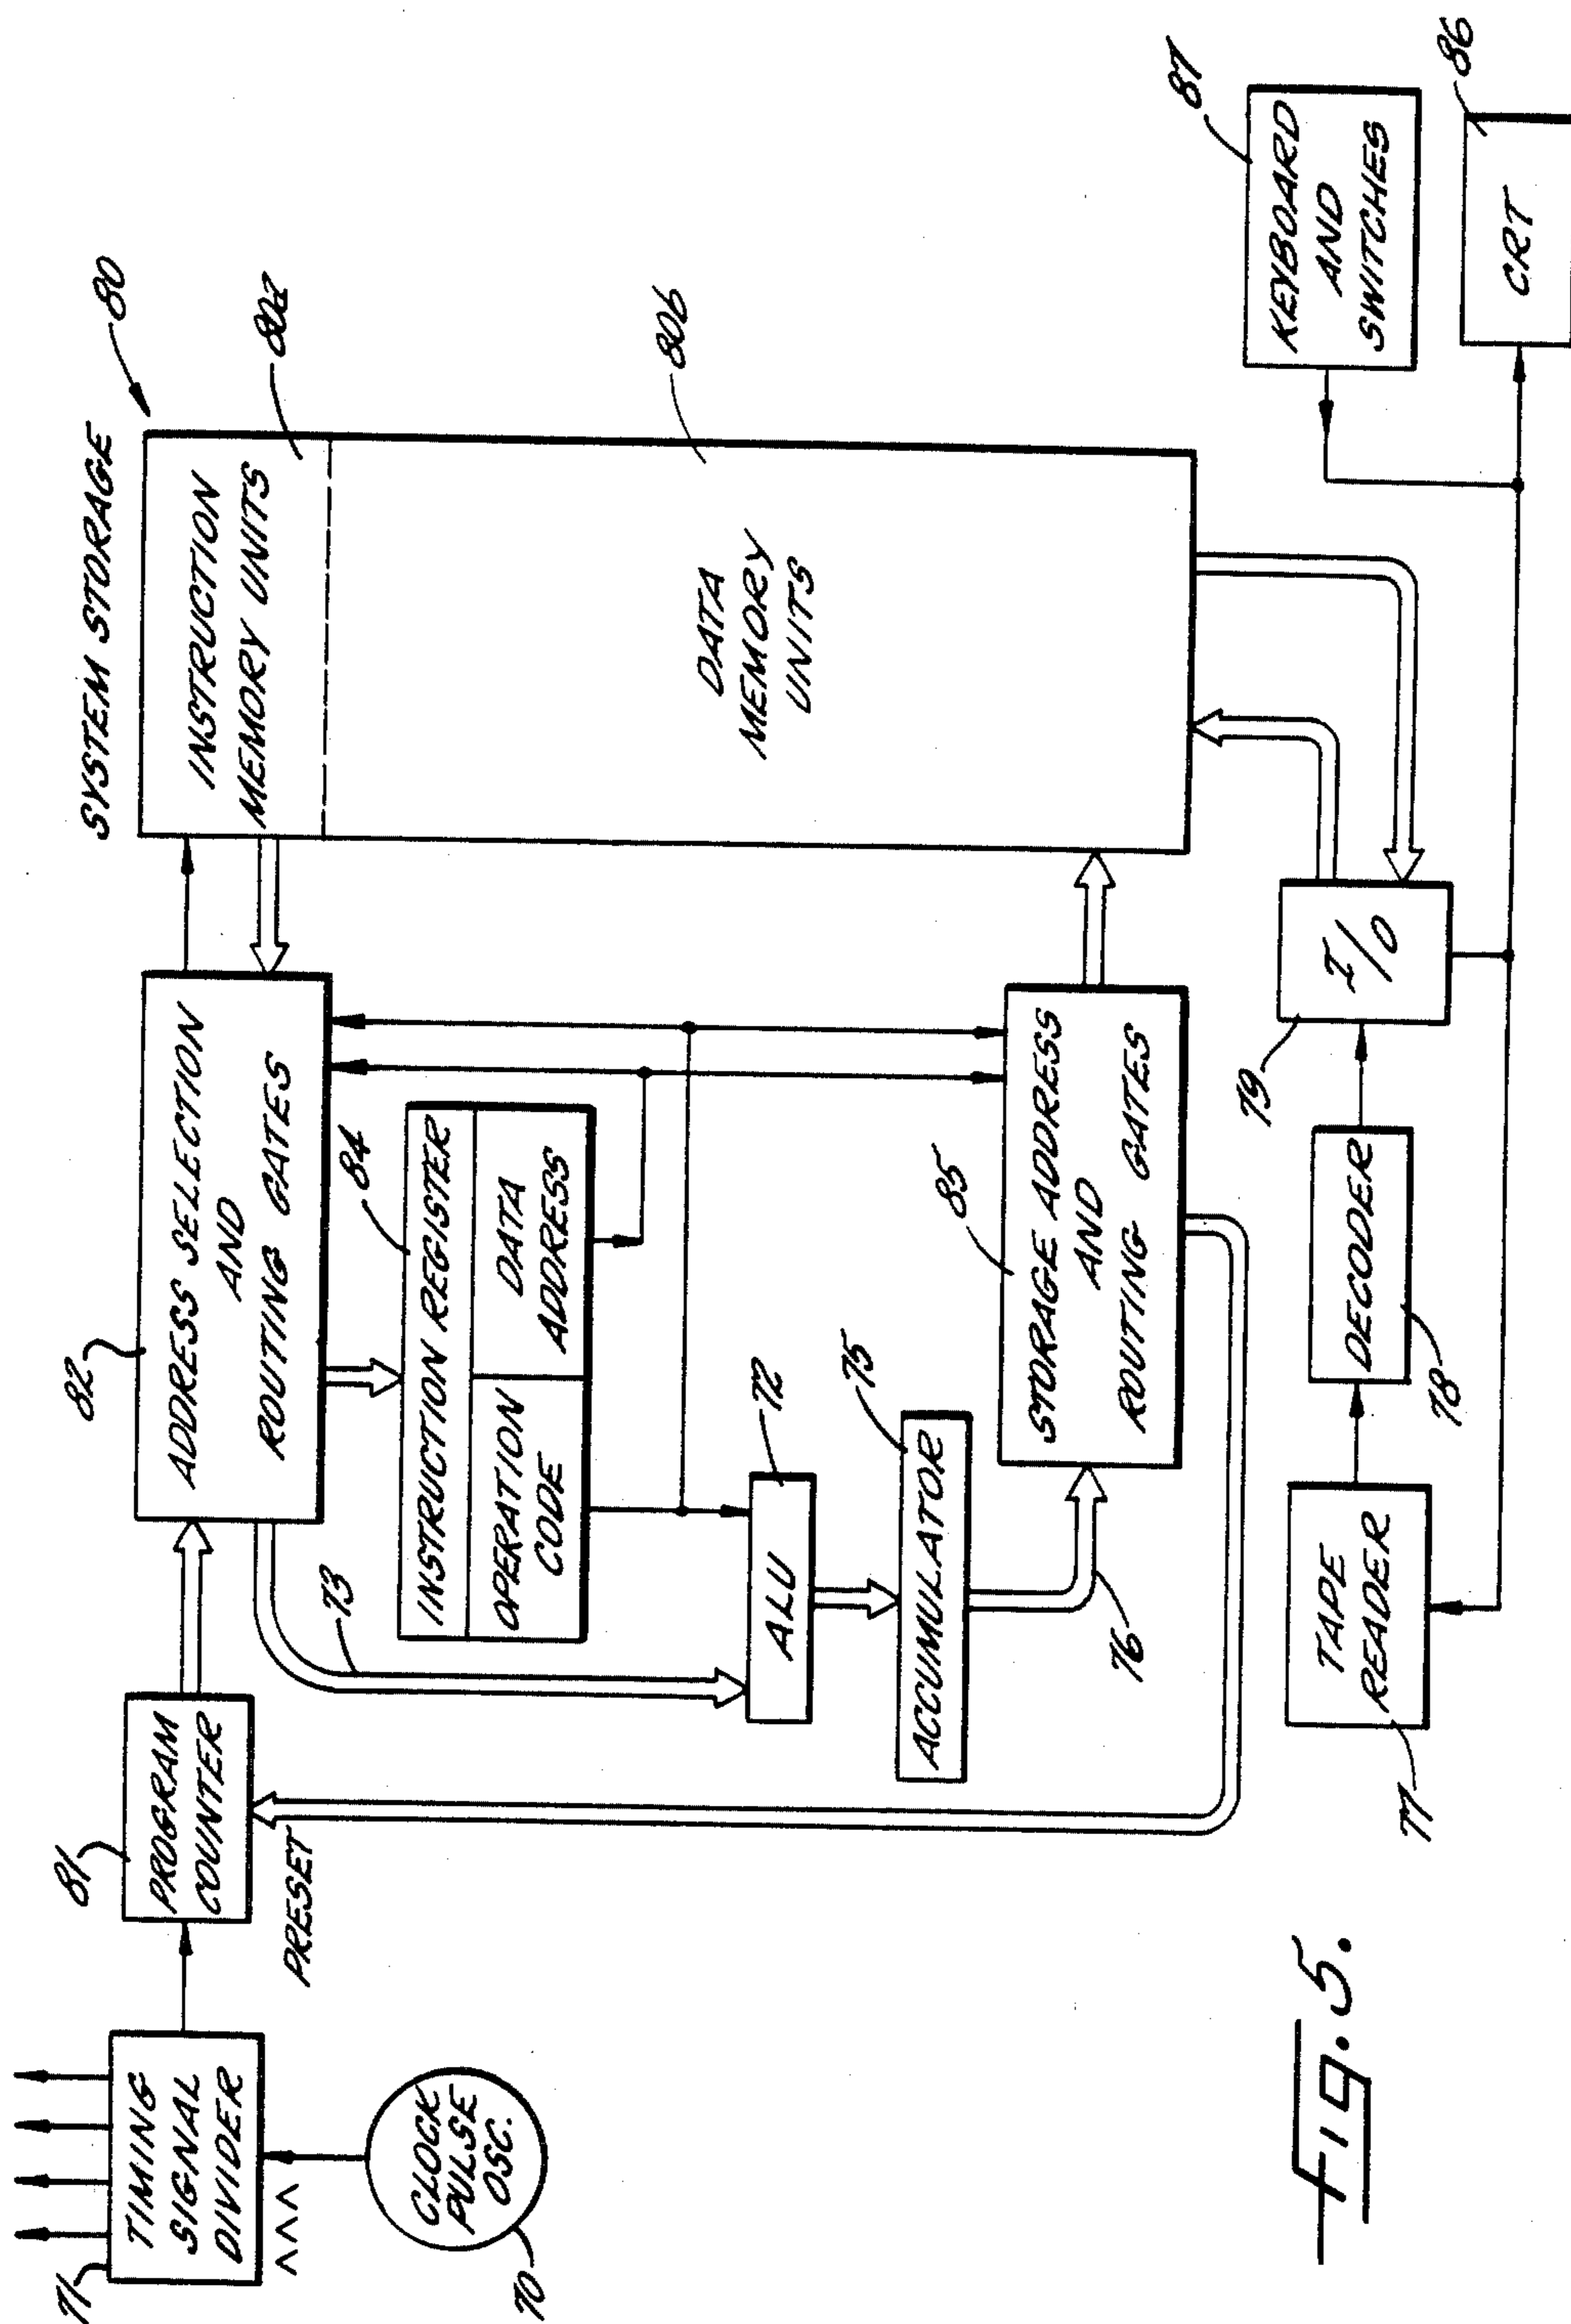 SYSTEM STORAGE
80
INSTRUCTION
MEMORY UNITS
80a
DATA
MEMORY
UNITS
80b
82
ADDRESS SELECTION
AND
ROUTING GATES
81
PROGRAM
COUNTER
PRESET
71
TIMING
SIGNAL
DIVIDER
CLOCK
PULSE
OSC.
70
73
84
INSTRUCTION REGISTER
OPERATION
CODE
DATA
ADDRESS
72
ALU
75
ACCUMULATOR
76
85
STORAGE ADDRESS
AND
ROUTING GATES
77
TAPE
READER
78
DECODER
79
I/O
87
KEYBOARD
AND
SWITCHES
86
CRT
Fig. 5.